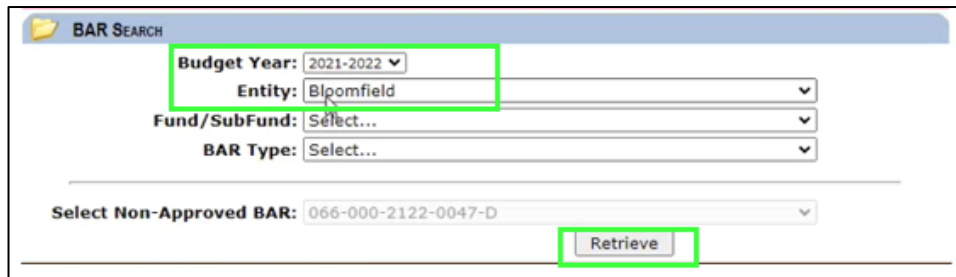 BAR SEARCH
Budget Year: 2021-2022
Entity: Bloomfield
Fund/SubFund: Select...
BAR Type: Select...
Select Non-Approved BAR: 066-000-2122-0047-D
Retrieve